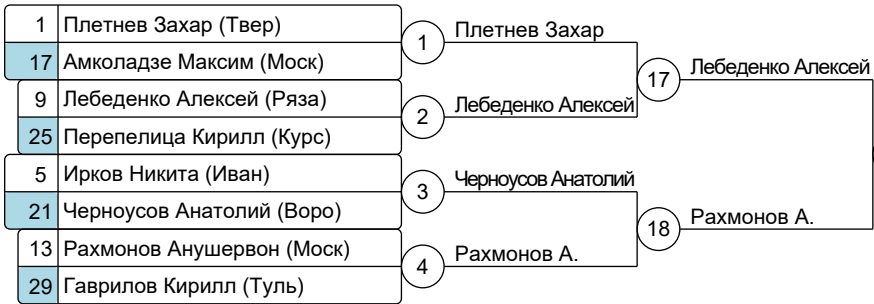 1 Плетнев Захар (Твер)
17 Амколадзе Максим (Моск)
9 Лебеденко Алексей (Ряза)
25 Перепелица Кирилл (Курс)
5 Ирков Никита (Иван)
21 Черноусов Анатолий (Воро)
13 Рахмонов Анушервон (Моск)
29 Гаврилов Кирилл (Туль)
1 Плетнев Захар
2 Лебеденко Алексей
3 Черноусов Анатолий
4 Рахмонов А.
17 Лебеденко Алексей
18 Рахмонов А.